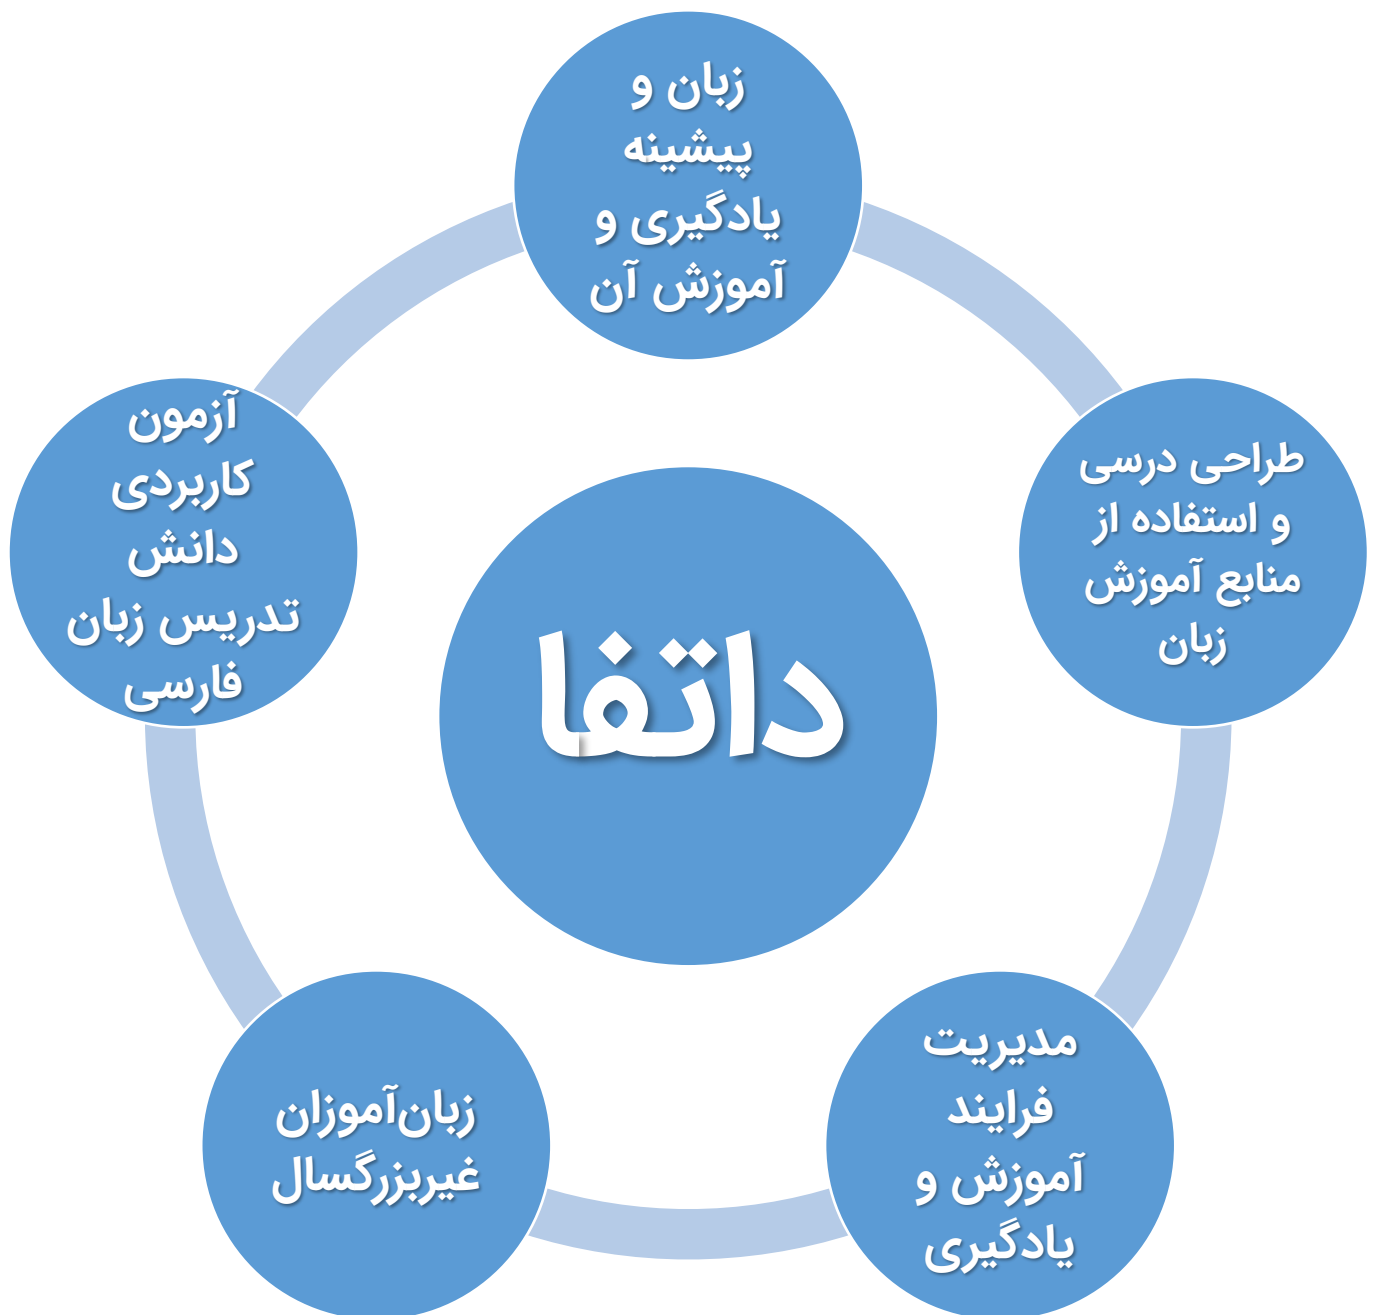 زبان و
پیشینه
یادگیری و
آموزش آن
طراحی درسی
و استفاده از
منابع آموزش
زبان
مدیریت
فرایند
آموزش و
یادگیری
زبان‌آموزان
غیربزرگسال
آزمون
کاربردی
دانش
تدریس زبان
فارسی
داتفا